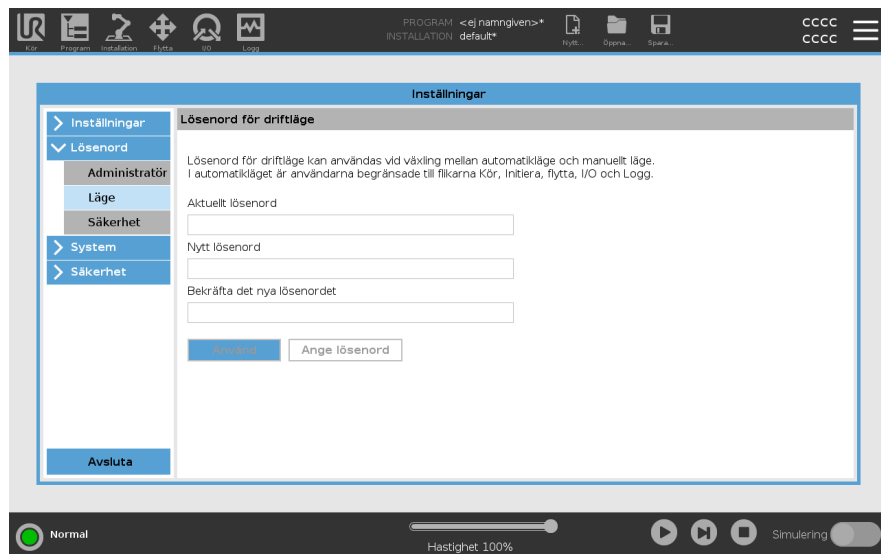 PROGRAM <ej namngiven>*
INSTALLATION default*
cccc
cccc
Kör Program Installation Flytta I/O Logg Nytt... Öppna... Spara...
Inställningar
Inställningar
Lösenord
Administratör
Läge
Säkerhet
System
Säkerhet
Avsluta
Lösenord för driftläge
Lösenord för driftläge kan användas vid växling mellan automatikläge och manuellt läge.
I automatikläget är användarna begränsade till flikarna Kör, Initiera, flytta, I/O och Logg.
Aktuellt lösenord
Nytt lösenord
Bekräfta det nya lösenordet
Använd Ange lösenord
Normal
Hastighet 100%
Simulering